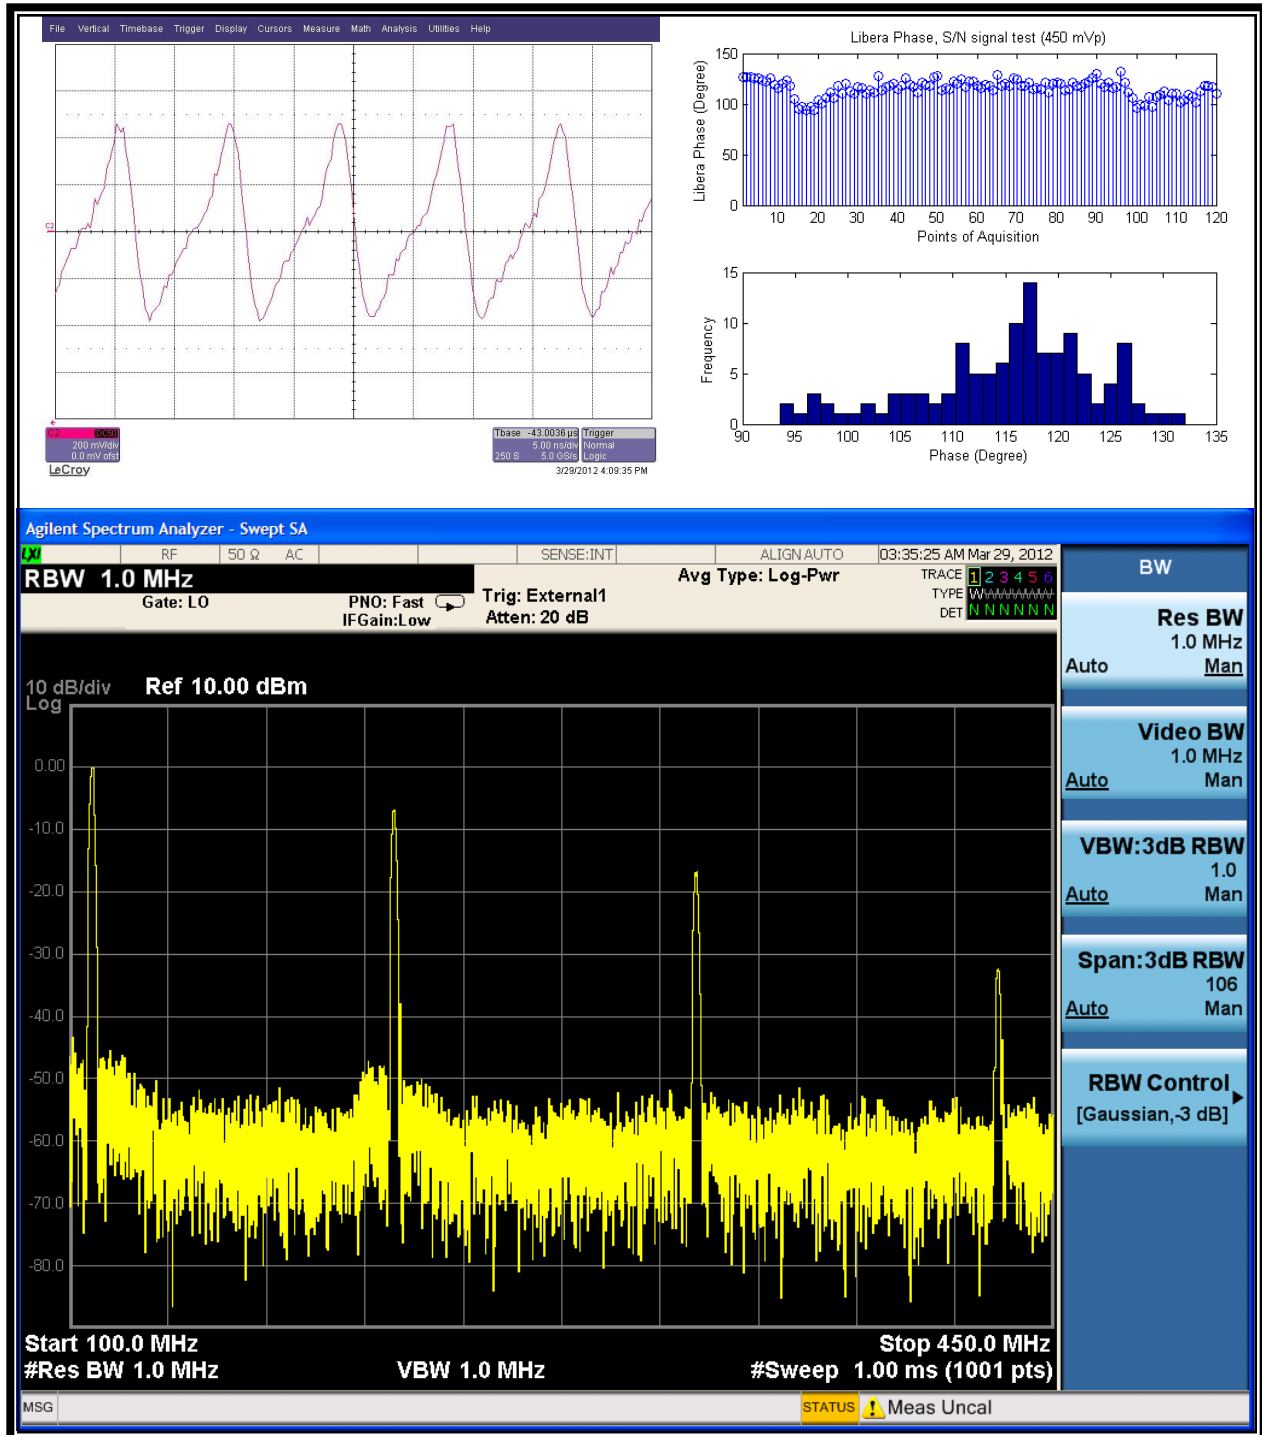 File Vertical Timebase Trigger Display Cursors Measure Math Analysis Utilities Help
C2
C2 DC50
200 mV/div
0.0 mV ofst
LeCroy
Tbase -43.0036 µs
5.00 ns/div
250 S 5.0 GS/s
Trigger
Normal
Logic
3/29/2012 4:09:35 PM
Libera Phase, S/N signal test (450 mVp)
Libera Phase (Degree)
150
100
50
0
10 20 30 40 50 60 70 80 90 100 110 120
Points of Aquisition
Frequency
15
10
5
0
90 95 100 105 110 115 120 125 130 135
Phase (Degree)
Agilent Spectrum Analyzer - Swept SA
LXI RF 50 Ω AC SENSE:INT ALIGN AUTO 03:35:25 AM Mar 29, 2012
RBW 1.0 MHz
Gate: LO
PNO: Fast
IFGain:Low
Trig: External1
Atten: 20 dB
Avg Type: Log-Pwr
TRACE 1 2 3 4 5 6
TYPE W
DET N N N N N N
10 dB/div Ref 10.00 dBm
Log
0.00
-10.0
-20.0
-30.0
-40.0
-50.0
-60.0
-70.0
-80.0
Start 100.0 MHz Stop 450.0 MHz
#Res BW 1.0 MHz VBW 1.0 MHz #Sweep 1.00 ms (1001 pts)
BW
Res BW
1.0 MHz
Auto Man
Video BW
1.0 MHz
Auto Man
VBW:3dB RBW
1.0
Auto Man
Span:3dB RBW
106
Auto Man
RBW Control
[Gaussian,-3 dB]
MSG STATUS Meas Uncal